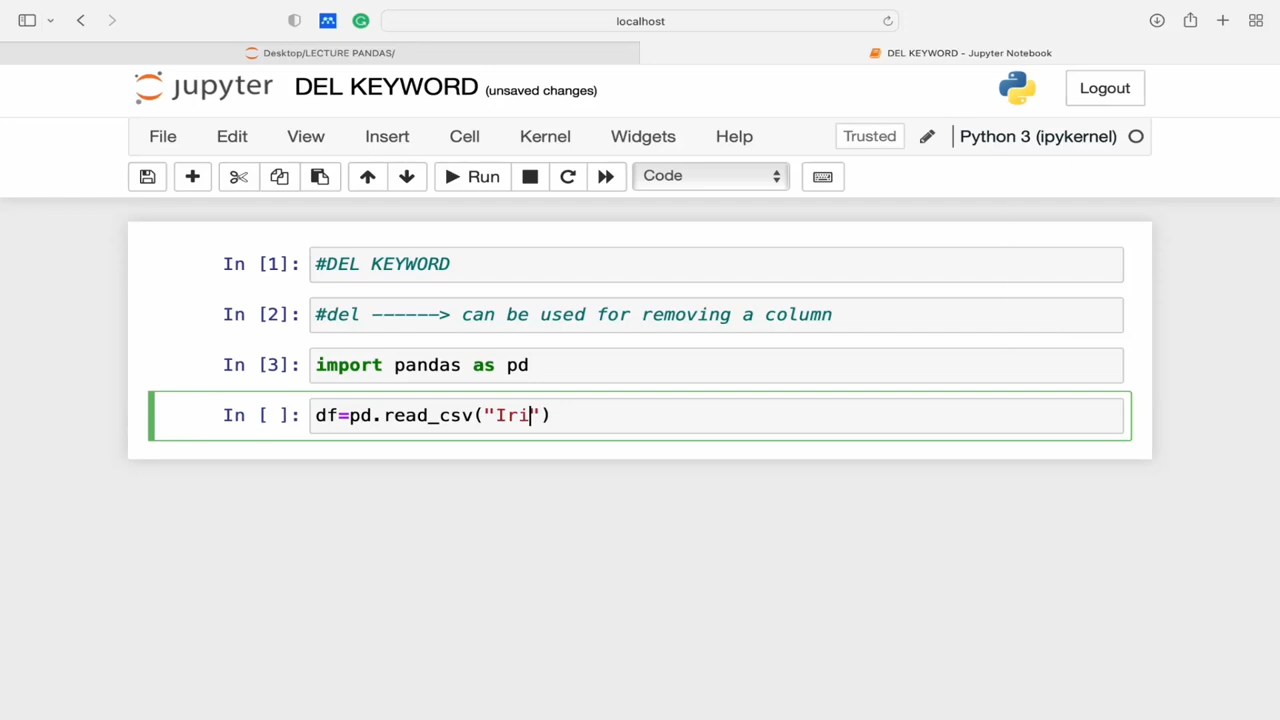 localhost
Desktop/LECTURE PANDAS/
DEL KEYWORD - Jupyter Notebook
jupyter DEL KEYWORD (unsaved changes)
Logout
File Edit View Insert Cell Kernel Widgets Help
Trusted
Python 3 (ipykernel)
Run
Code
In [1]: #DEL KEYWORD
In [2]: #del ------> can be used for removing a column
In [3]: import pandas as pd
In [ ]: df=pd.read_csv("Iri")